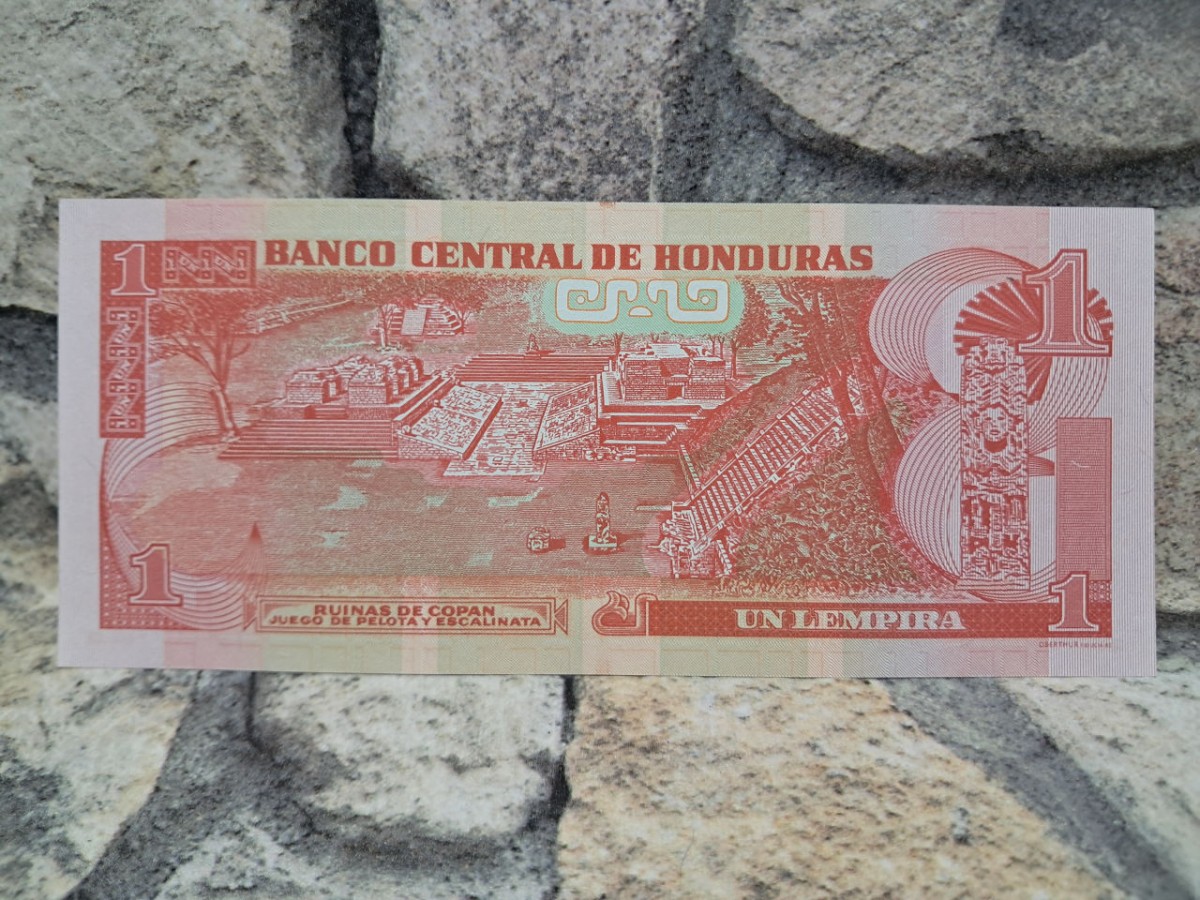 1
BANCO CENTRAL DE HONDURAS
1
1
RUINAS DE COPAN
JUEGO DE PELOTA Y ESCALINATA
UN LEMPIRA
1